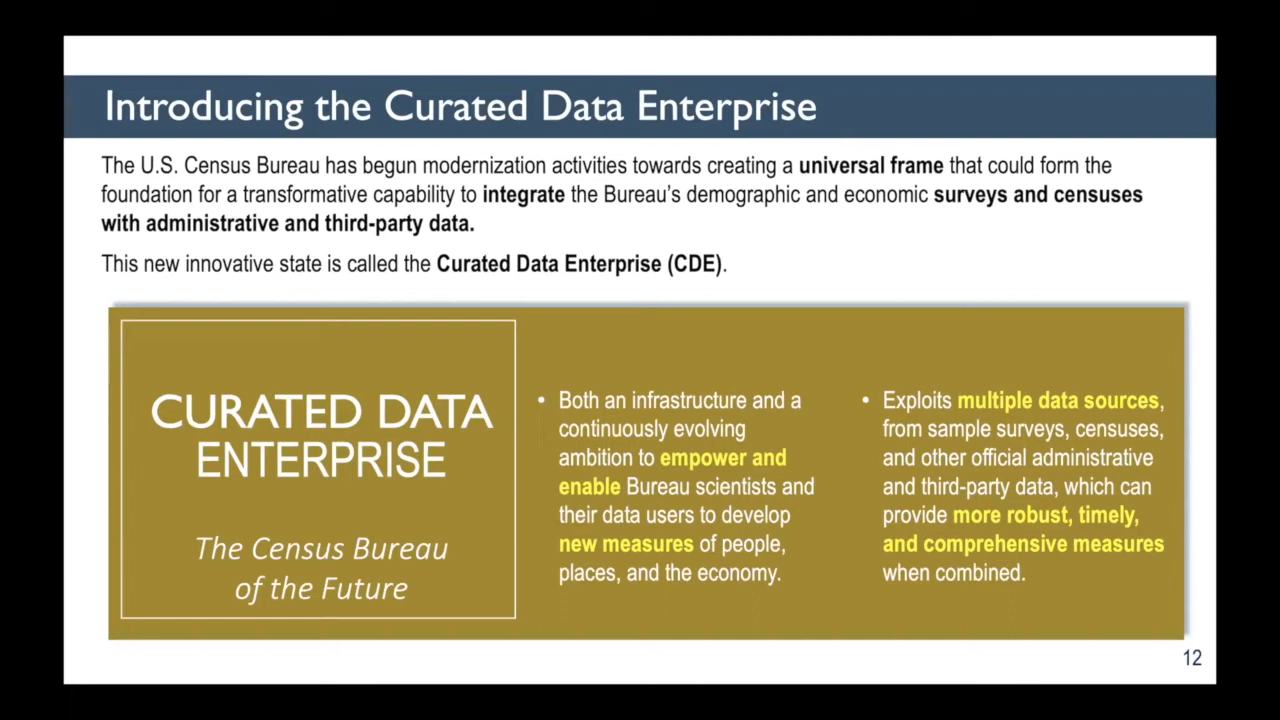 Introducing the Curated Data Enterprise
The U.S. Census Bureau has begun modernization activities towards creating a universal frame that could form the
foundation for a transformative capability to integrate the Bureau’s demographic and economic surveys and censuses
with administrative and third-party data.
This new innovative state is called the Curated Data Enterprise (CDE).
CURATED DATA
ENTERPRISE
The Census Bureau
of the Future
• Both an infrastructure and a
continuously evolving
ambition to empower and
enable Bureau scientists and
their data users to develop
new measures of people,
places, and the economy.
• Exploits multiple data sources,
from sample surveys, censuses,
and other official administrative
and third-party data, which can
provide more robust, timely,
and comprehensive measures
when combined.
12